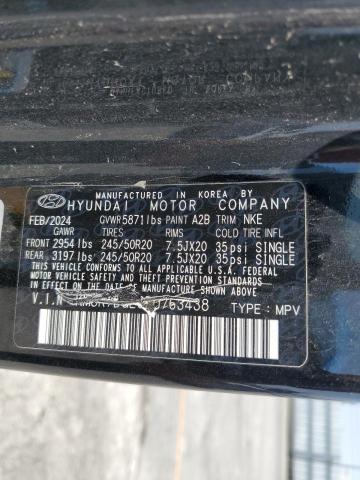 MANUFACTURED IN KOREA BY
HYUNDAI MOTOR COMPANY
FEB/2024 GVWR5871lbs PAINT A2B TRIM NKE
GAWR TIRES RIMS COLD TIRE INFL
FRONT 2954lbs 245/50R20 7.5JX20 35psi SINGLE
REAR 3197lbs 245/50R20 7.5JX20 35psi SINGLE
THIS VEHICLE CONFORMS TO ALL APPLICABLE U.S.A. FEDERAL
MOTOR VEHICLE SAFETY AND THEFT PREVENTION STANDARDS
IN EFFECT ON THE DATE OF MANUFACTURE SHOWN ABOVE.
V.I.N TYPE : MPV